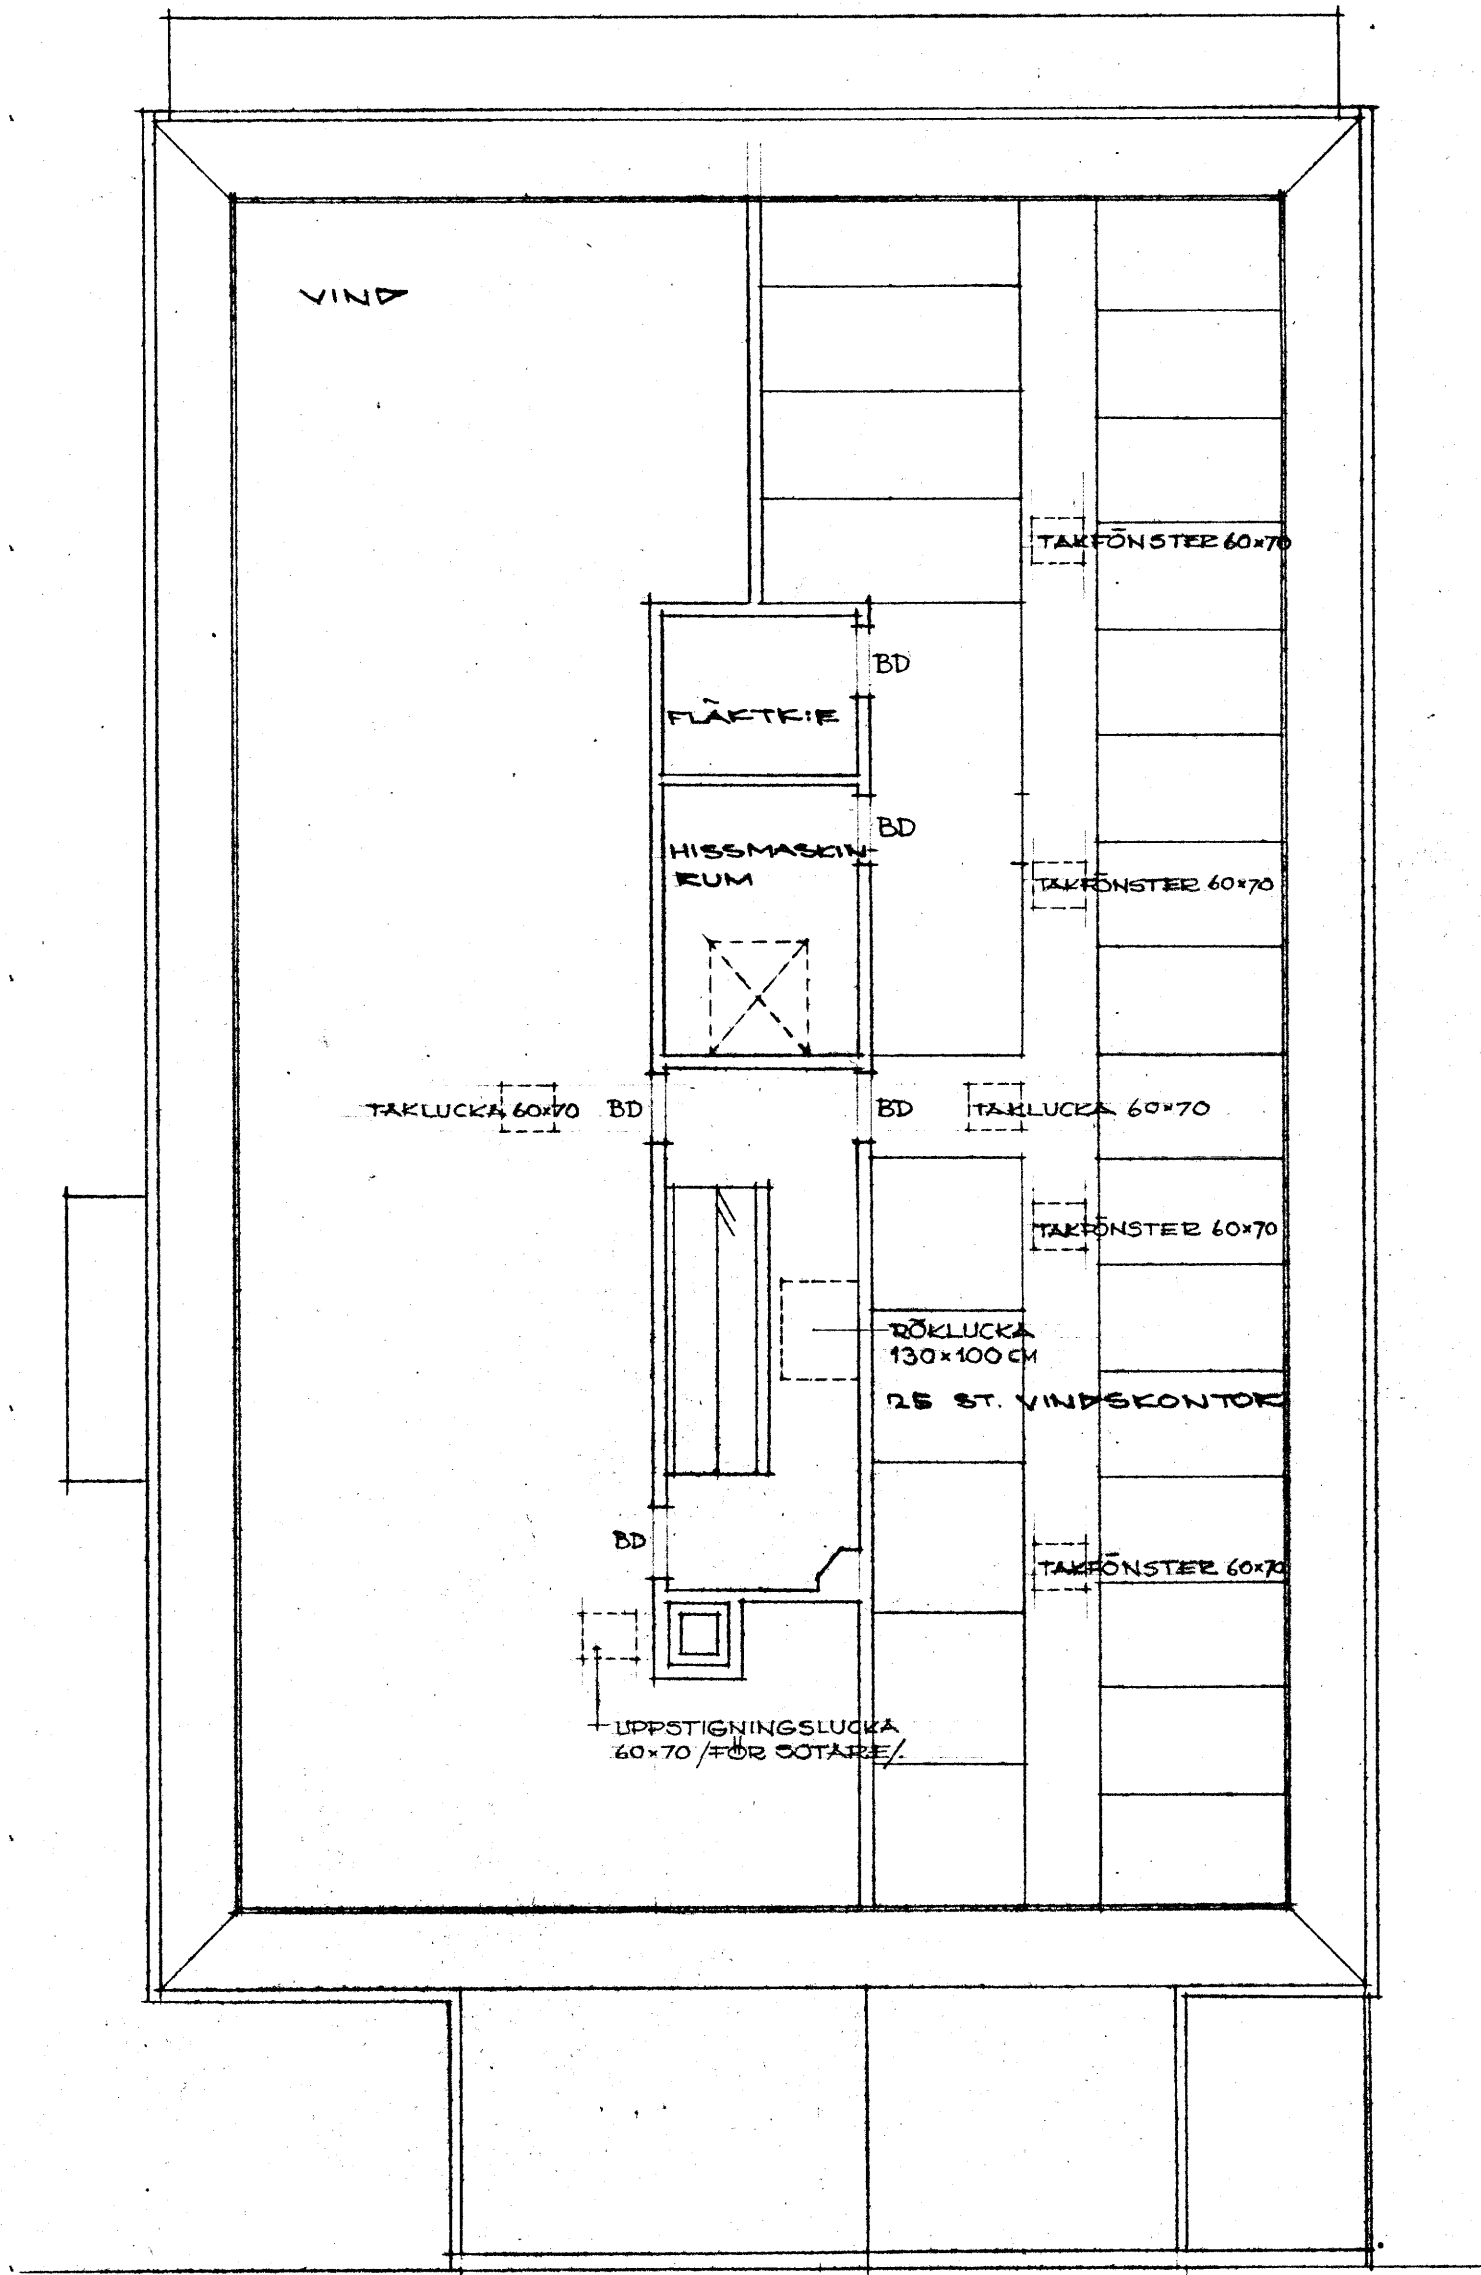 VIND
TAKFÖNSTER 60×70
BD
FLÄKTK:E
BD
HISSMASKIN-
RUM
TAKFÖNSTER 60×70
TAKLUCKA 60×70 BD
BD TAKLUCKA 60×70
TAKFÖNSTER 60×70
RÖKLUCKA
130×100 CM
25 ST. VINDSKONTOR
BD
TAKFÖNSTER 60×70
UPPSTIGNINGSLUCKA
60×70 /FÖR SOTARE/.